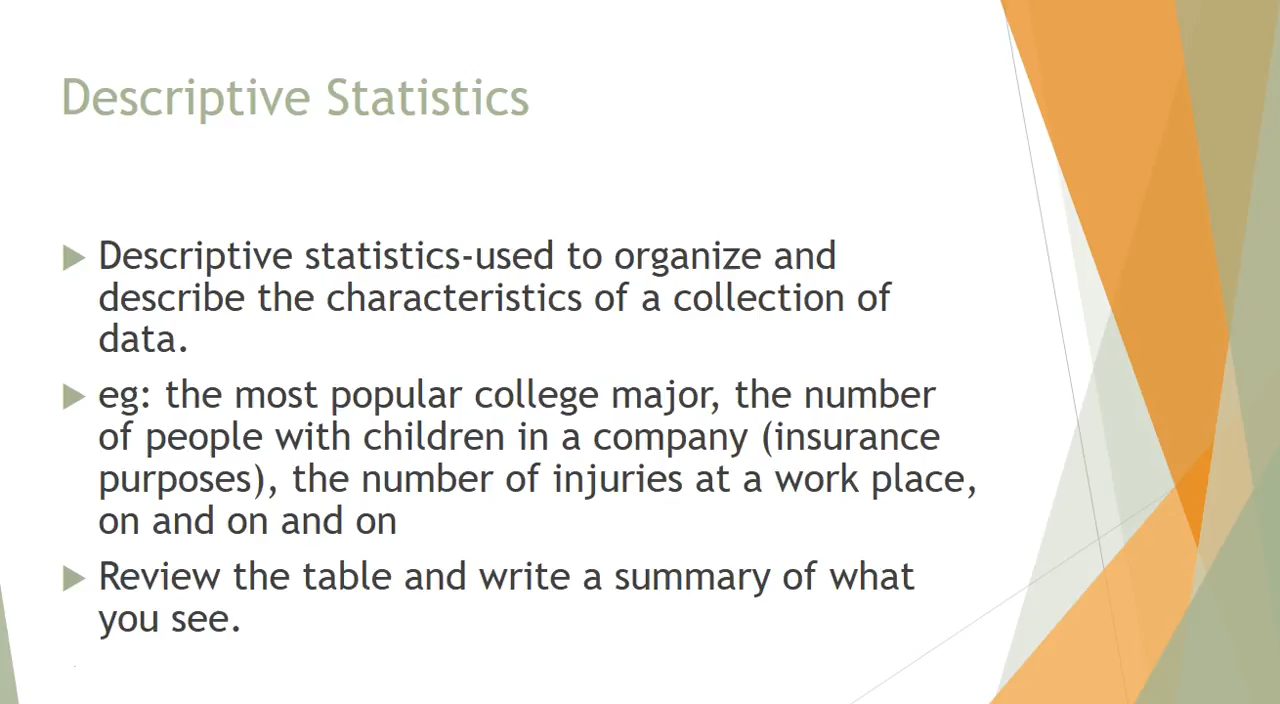 Descriptive Statistics
Descriptive statistics-used to organize and
describe the characteristics of a collection of
data.
eg: the most popular college major, the number
of people with children in a company (insurance
purposes), the number of injuries at a work place,
on and on and on
Review the table and write a summary of what
you see.